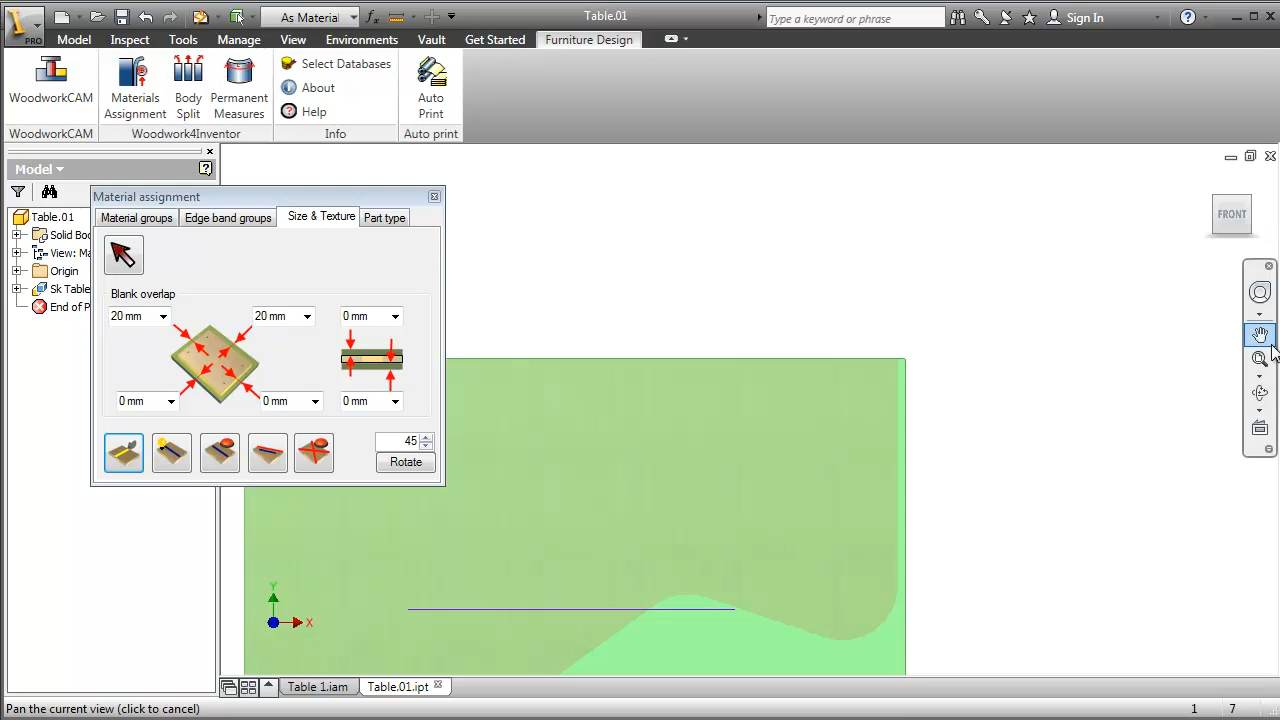 As Material
Table.01
Type a keyword or phrase
Sign In
PRO
Model
Inspect
Tools
Manage
View
Environments
Vault
Get Started
Furniture Design
WoodworkCAM
Materials
Assignment
Body
Split
Permanent
Measures
Select Databases
About
Help
Auto
Print
WoodworkCAM
Woodwork4Inventor
Info
Auto print
Model
Table.01
Solid Bo
View: Ma
Origin
Sk Table
End of P
Material assignment
Material groups
Edge band groups
Size & Texture
Part type
Blank overlap
20 mm
20 mm
0 mm
0 mm
0 mm
0 mm
45
Rotate
FRONT
Y
X
Table 1.iam
Table.01.ipt
Pan the current view (click to cancel)
1
7